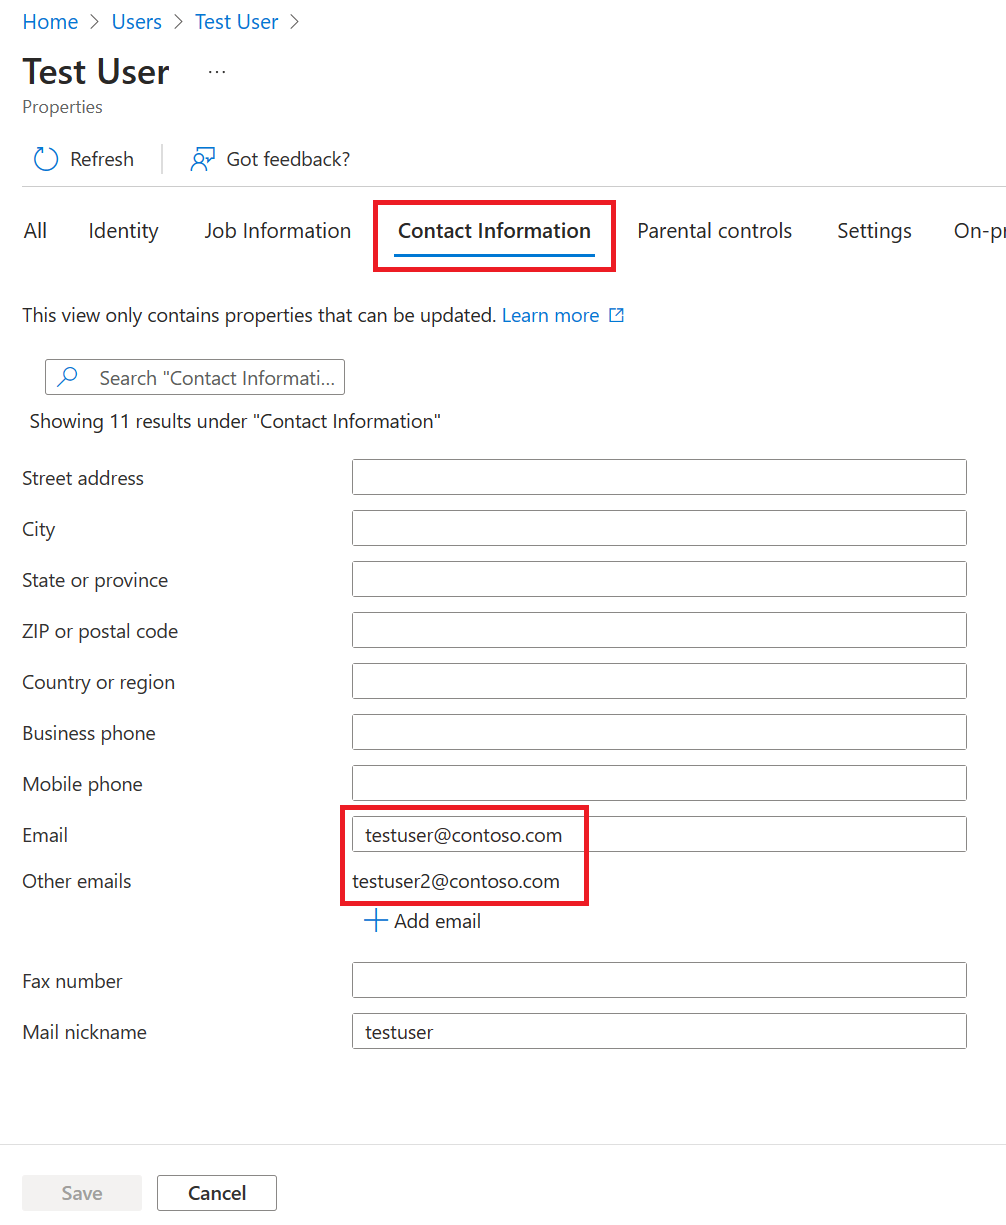 Home > Users > Test User >
Test User ...
Properties
Refresh Got feedback?
All Identity Job Information Contact Information Parental controls Settings On-pr
This view only contains properties that can be updated. Learn more
Search "Contact Informati...
Showing 11 results under "Contact Information"
Street address
City
State or province
ZIP or postal code
Country or region
Business phone
Mobile phone
Email testuser@contoso.com
Other emails testuser2@contoso.com
Add email
Fax number
Mail nickname testuser
Save Cancel